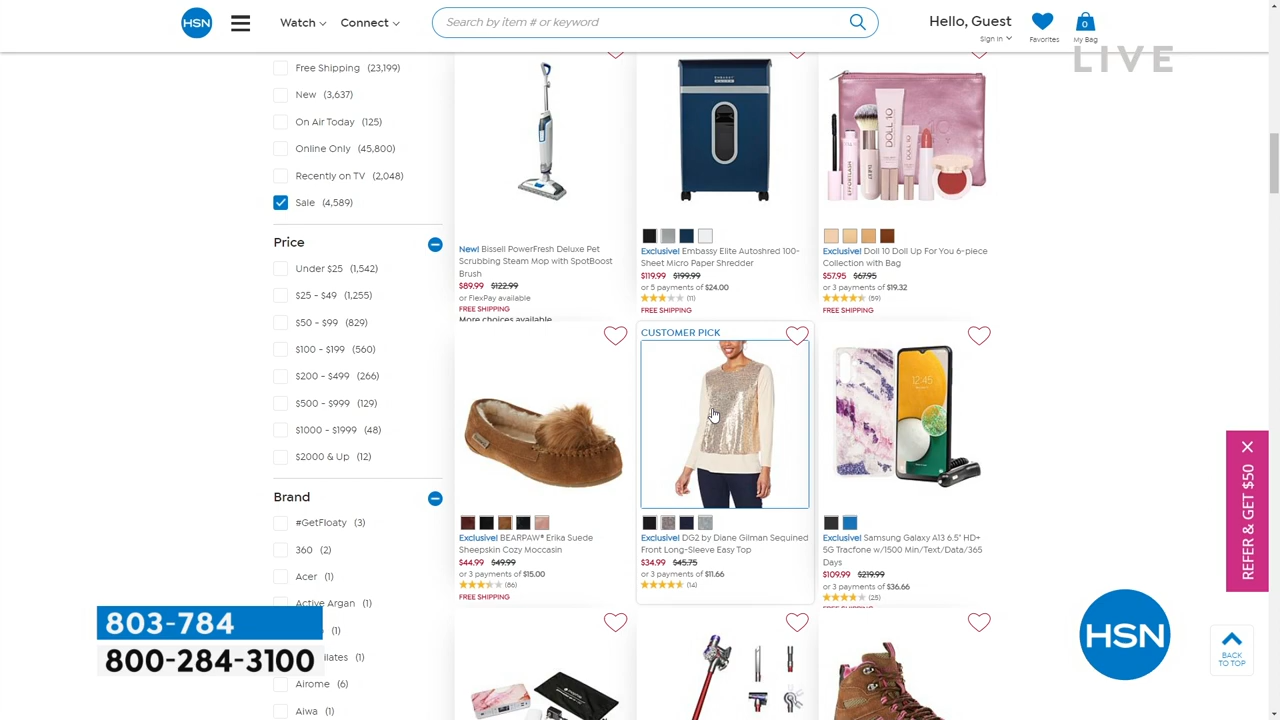 HSN
Watch
Connect
Search by item # or keyword
Hello, Guest
Sign In
Favorites
0
My Bag
LIVE
Free Shipping (23,199)
New (3,637)
On Air Today (125)
Online Only (45,800)
Recently on TV (2,048)
Sale (4,589)
Price
Under $25 (1,542)
$25 - $49 (1,255)
$50 - $99 (829)
$100 - $199 (560)
$200 - $499 (266)
$500 - $999 (129)
$1000 - $1999 (48)
$2000 & Up (12)
Brand
#GetFloaty (3)
360 (2)
Acer (1)
Active Argan (1)
(1)
(1)
Airome (6)
Aiwa (1)
New! Bissell PowerFresh Deluxe Pet
Scrubbing Steam Mop with SpotBoost
Brush
$89.99 $122.99
or FlexPay available
FREE SHIPPING
More choices available
Exclusive! Embassy Elite Autoshred 100-
Sheet Micro Paper Shredder
$119.99 $199.99
or 5 payments of $24.00
(11)
FREE SHIPPING
DOLL 10
Exclusive! Doll 10 Doll Up For You 6-piece
Collection with Bag
$57.95 $67.95
or 3 payments of $19.32
(59)
FREE SHIPPING
Exclusive! BEARPAW® Erika Suede
Sheepskin Cozy Moccasin
$44.99 $49.99
or 3 payments of $15.00
(86)
FREE SHIPPING
CUSTOMER PICK
Exclusive! DG2 by Diane Gilman Sequined
Front Long-Sleeve Easy Top
$34.99 $45.75
or 3 payments of $11.66
(14)
12:45
Exclusive! Samsung Galaxy A13 6.5" HD+
5G Tracfone w/1500 Min/Text/Data/365
Days
$109.99 $219.99
or 3 payments of $36.66
(25)
FREE SHIPPING
REFER & GET $50
803-784
800-284-3100
HSN
BACK
TO TOP